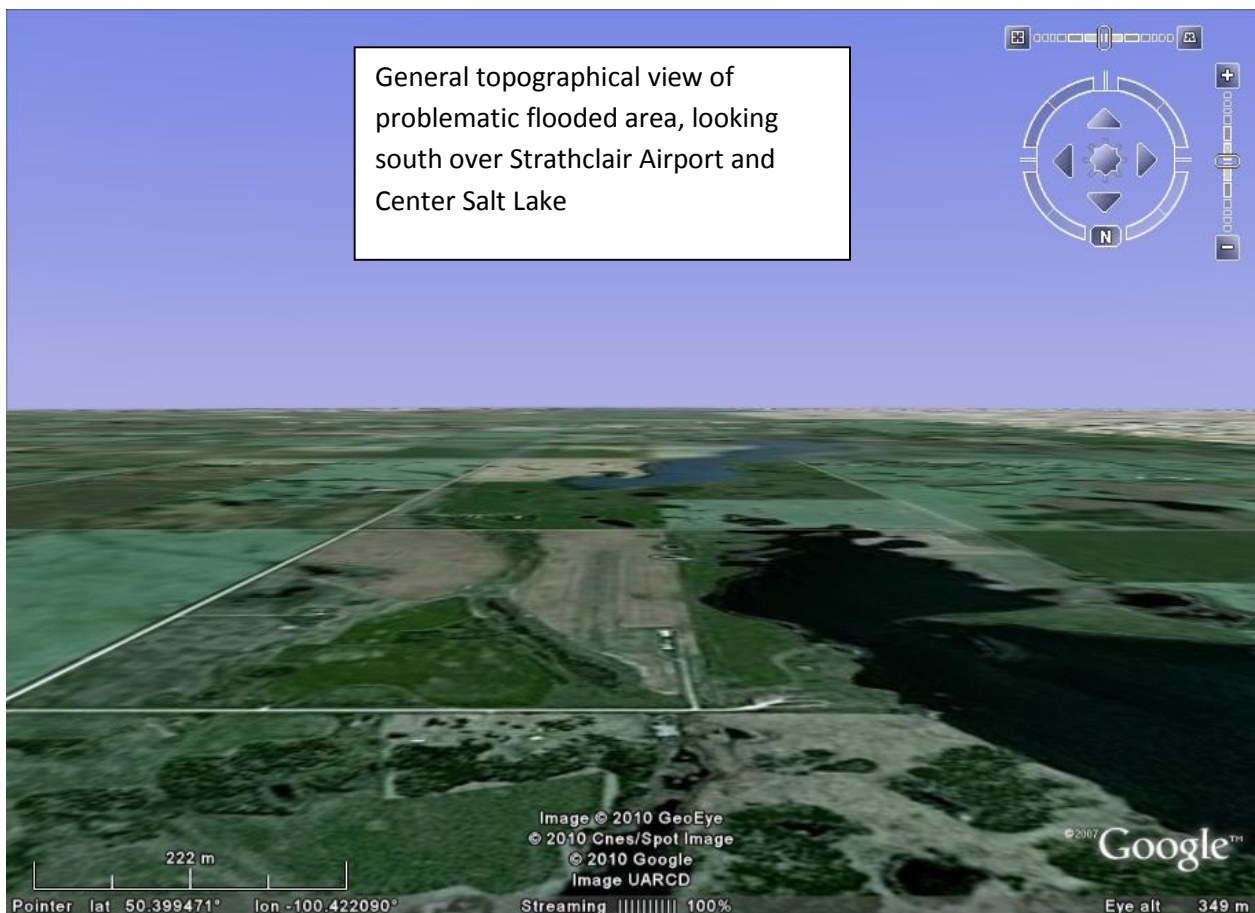 General topographical view of
problematic flooded area, looking
south over Strathclair Airport and
Center Salt Lake
N
Image © 2010 GeoEye
© 2010 Cnes/Spot Image
© 2010 Google
Image UARCD
©2007 Google™
222 m
Pointer lat 50.399471° lon -100.422090° Streaming |||||||||| 100% Eye alt 349 m